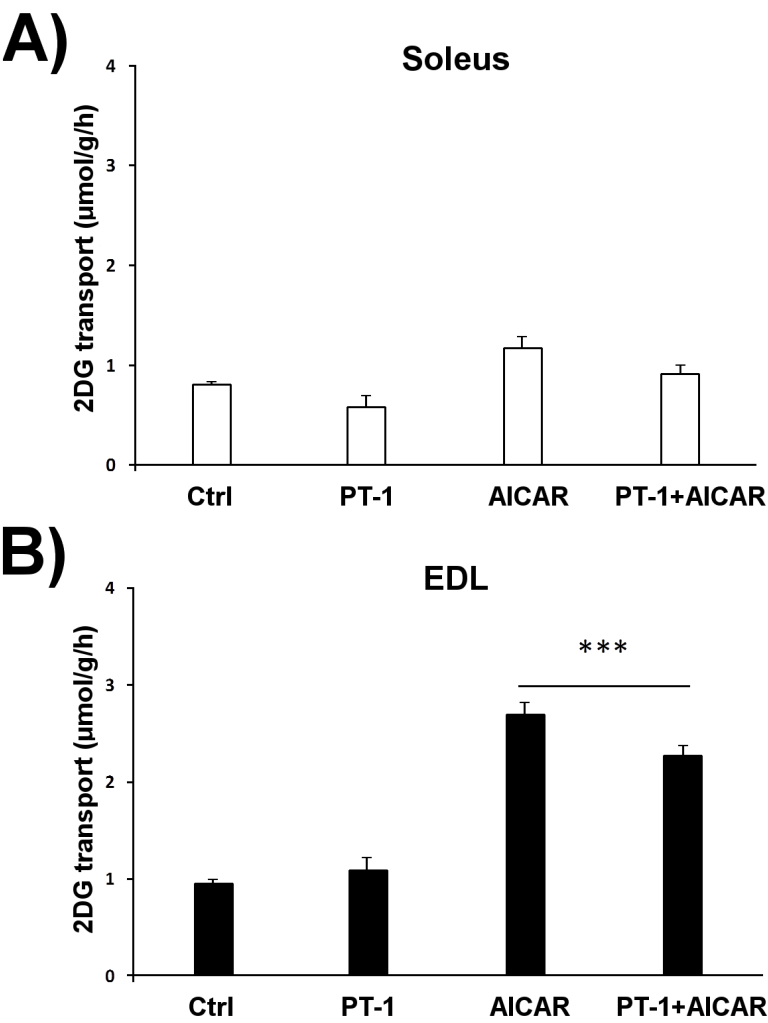 A)
Soleus
2DG transport (µmol/g/h)
4
3
2
1
0
Ctrl PT-1 AICAR PT-1+AICAR
B)
EDL
2DG transport (µmol/g/h)
4
3
2
1
0
***
Ctrl PT-1 AICAR PT-1+AICAR